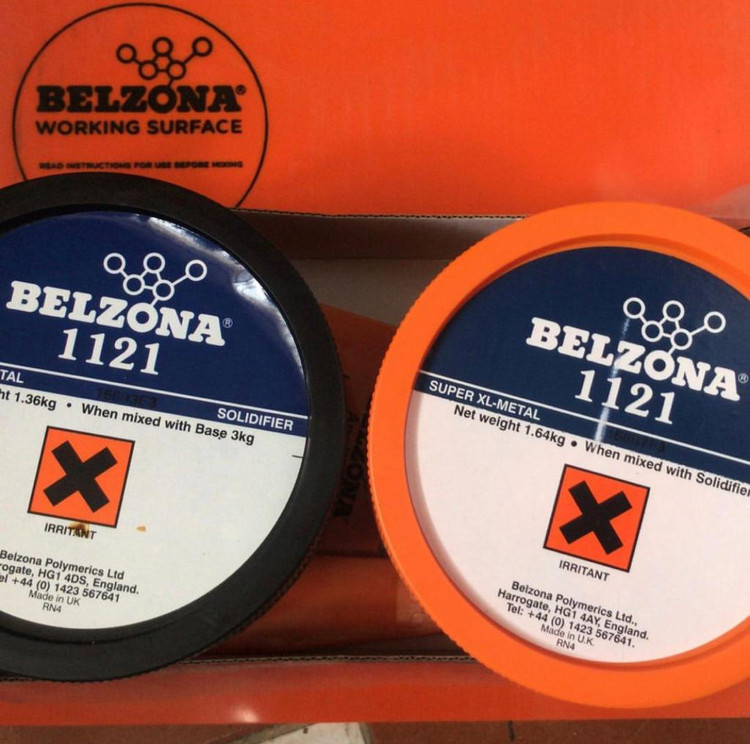 BELZONA®
WORKING SURFACE
READ INSTRUCTIONS FOR USE BEFORE MIXING
BELZONA®
1121
TAL
SOLIDIFIER
ht 1.36kg • When mixed with Base 3kg
IRRITANT
Belzona Polymerics Ltd
rogate, HG1 4DS, England.
el +44 (0) 1423 567641
Made in UK
RN4
BELZONA®
1121
SUPER XL-METAL
Net weight 1.64kg • When mixed with Solidifier
IRRITANT
Belzona Polymerics Ltd.,
Harrogate, HG1 4AY, England.
Tel: +44 (0) 1423 567641.
Made in U.K.
RN4
BELZONA